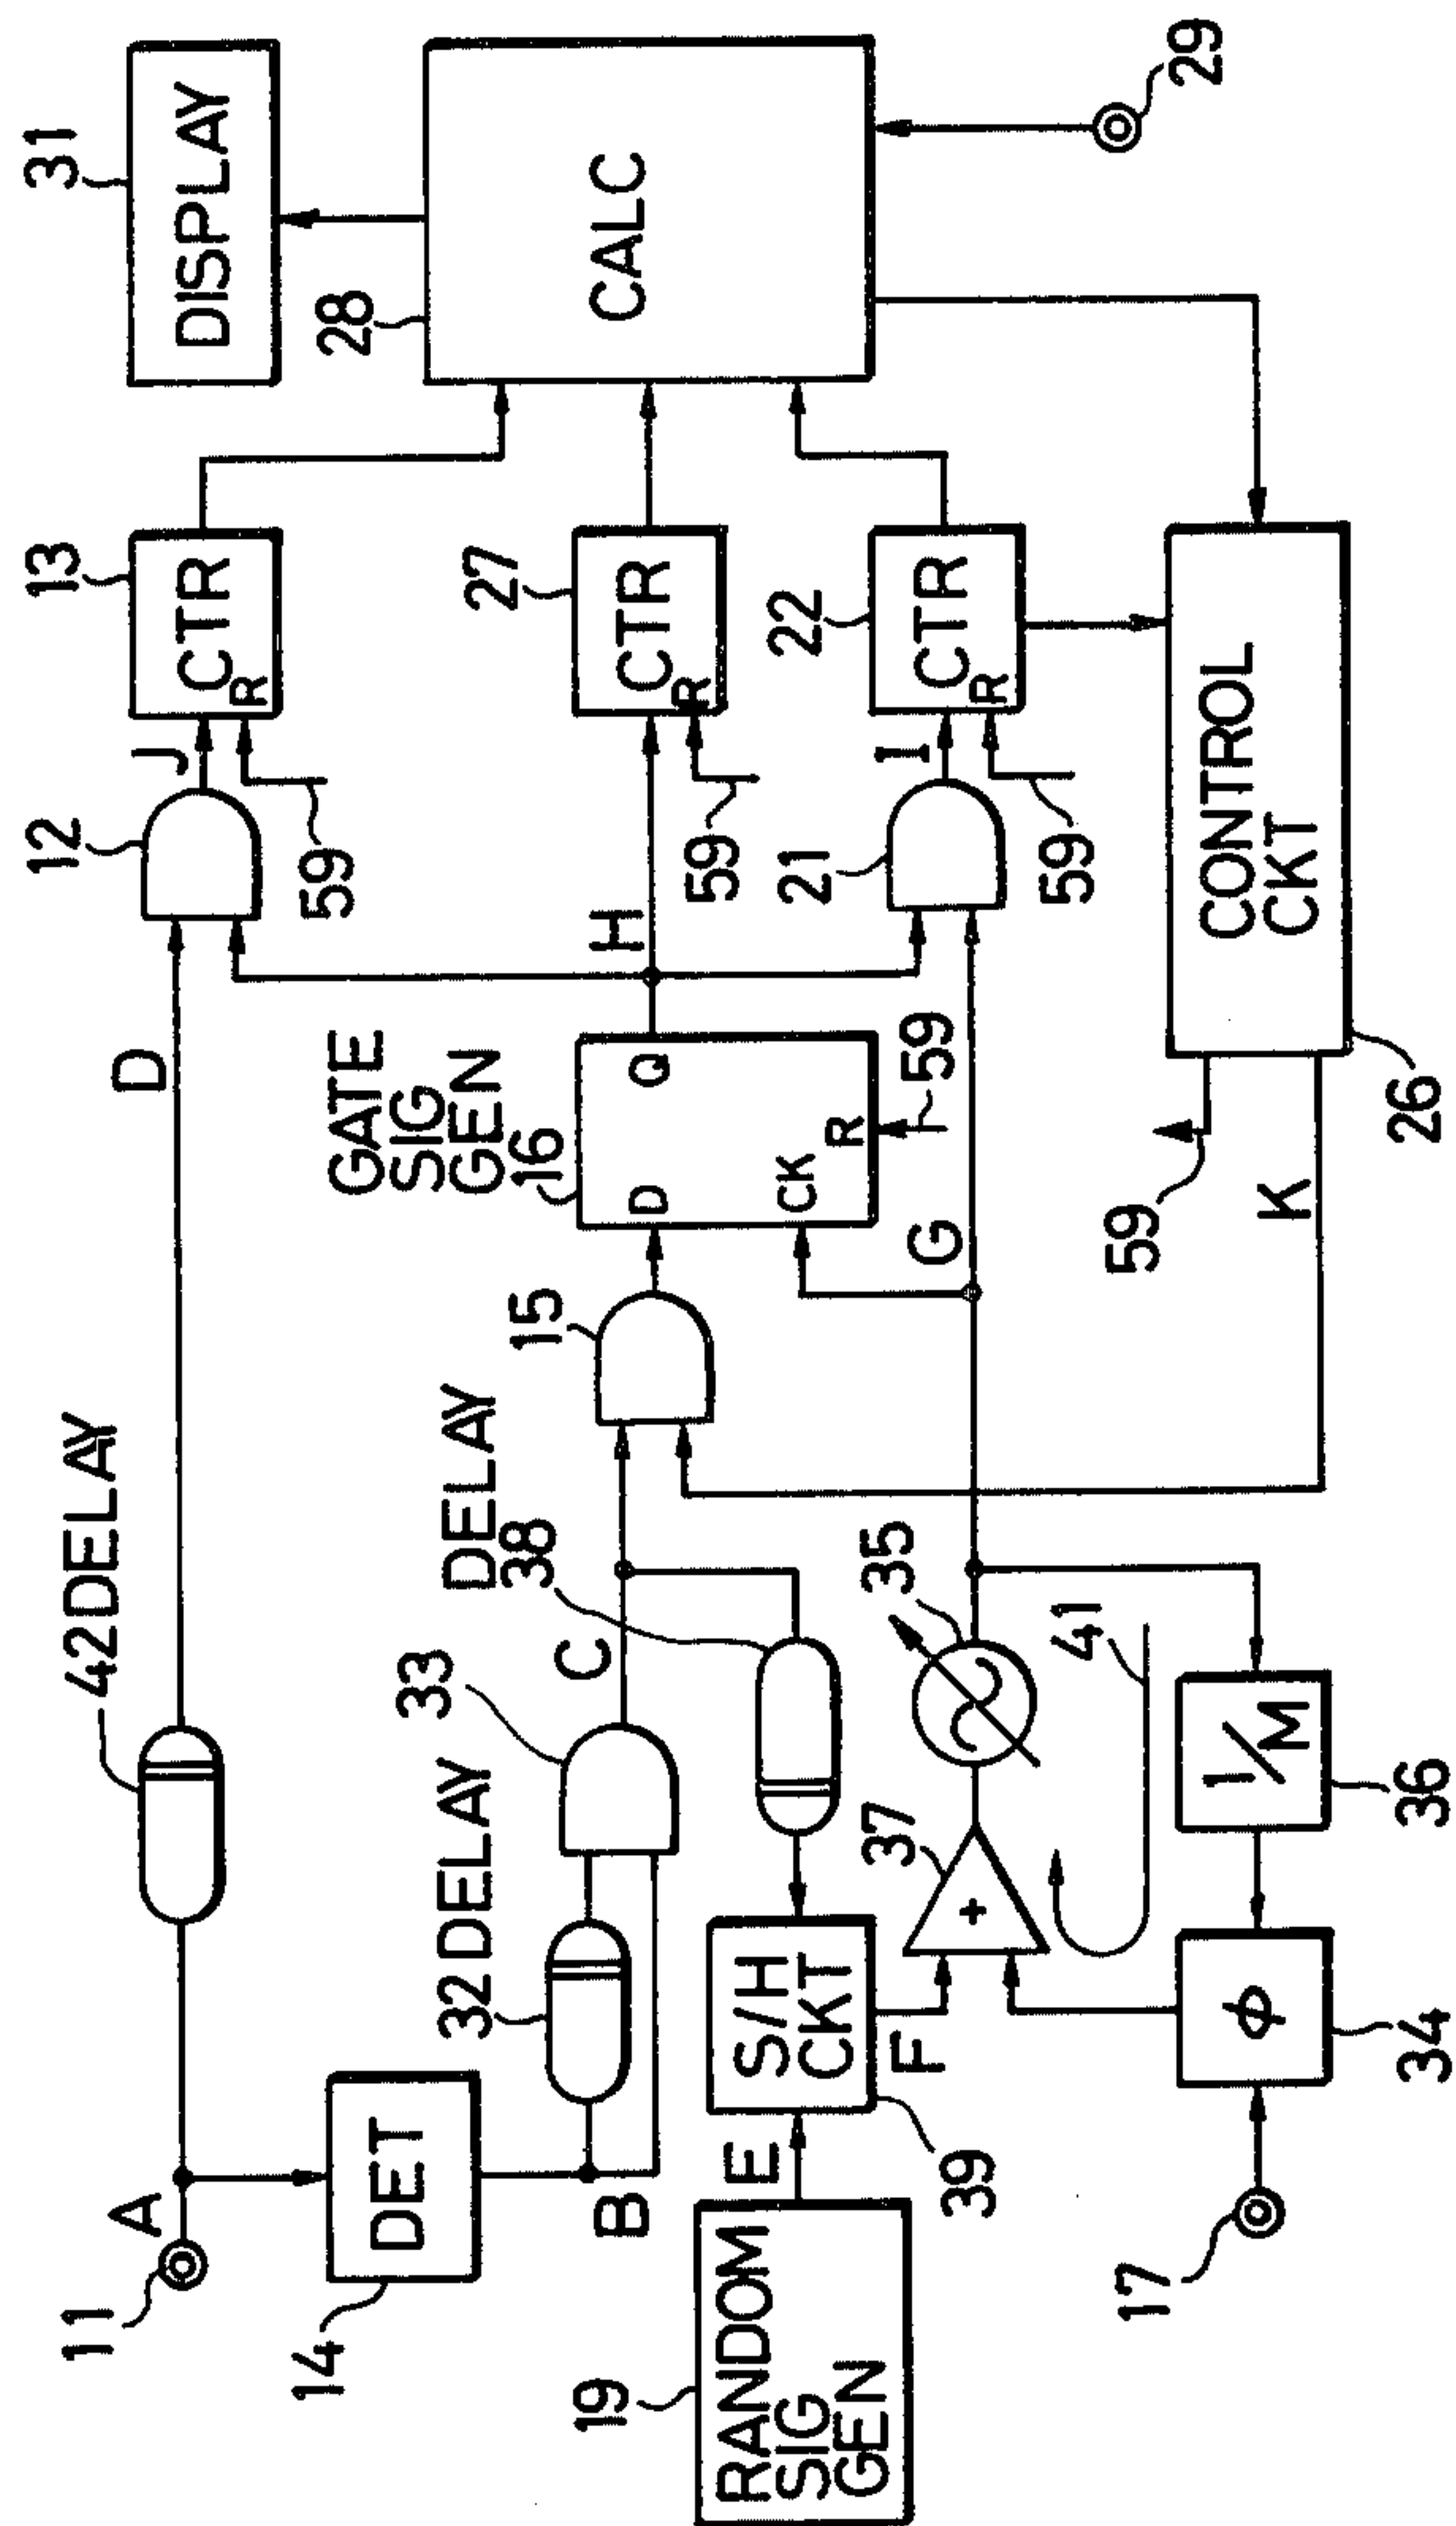 11
A
42 DELAY
D
12
J
13
CTR
R
59
31
DISPLAY
14
DET
B
32 DELAY
33
C
DELAY
38
15
GATE
SIG
GEN
16
D
Q
CK
R
59
H
27
CTR
R
59
28
CALC
29
19
RANDOM
SIG
GEN
E
S/H
CKT
39
F
37
+
35
41
G
21
I
22
CTR
R
59
17
φ
34
1/M
36
K
59
CONTROL
CKT
26